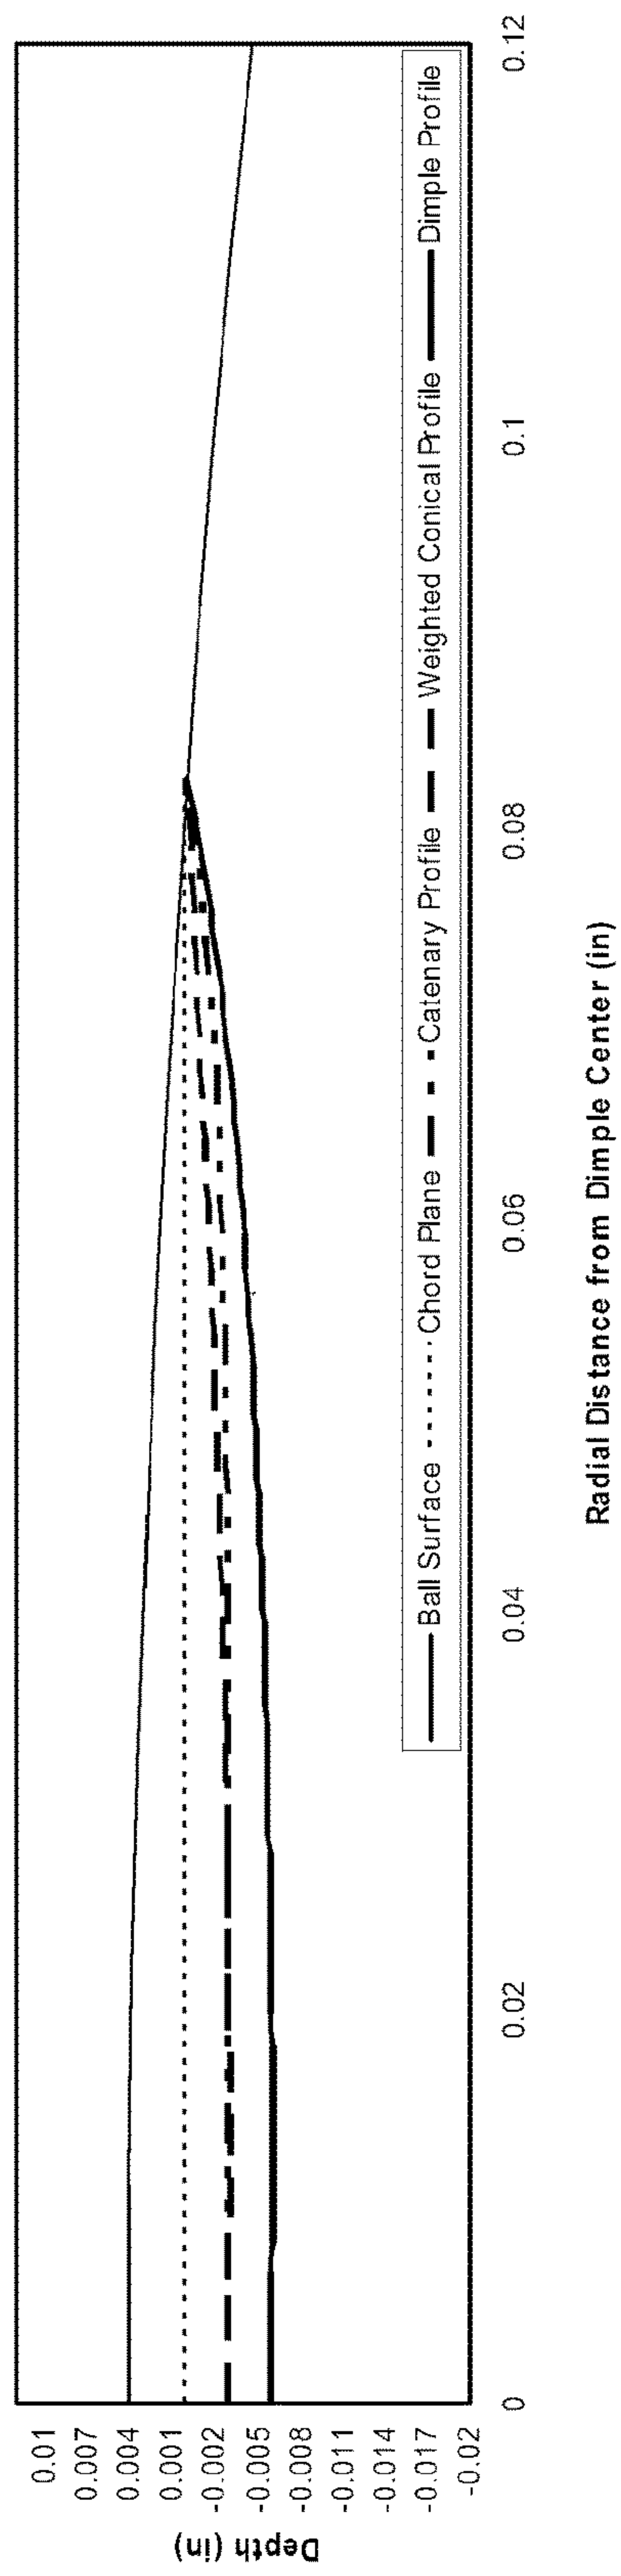 Depth (in)
0.01
0.007
0.004
0.001
-0.002
-0.005
-0.008
-0.011
-0.014
-0.017
-0.02
Ball Surface Chord Plane Catenary Profile Weighted Conical Profile Dimple Profile
0 0.02 0.04 0.06 0.08 0.1 0.12
Radial Distance from Dimple Center (in)